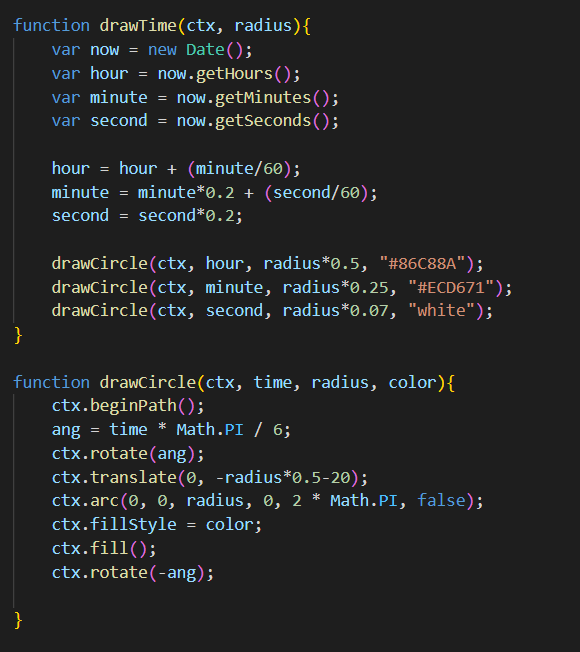 function drawTime(ctx, radius){
    var now = new Date();
    var hour = now.getHours();
    var minute = now.getMinutes();
    var second = now.getSeconds();

    hour = hour + (minute/60);
    minute = minute*0.2 + (second/60);
    second = second*0.2;

    drawCircle(ctx, hour, radius*0.5, "#86C88A");
    drawCircle(ctx, minute, radius*0.25, "#ECD671");
    drawCircle(ctx, second, radius*0.07, "white");
}

function drawCircle(ctx, time, radius, color){
    ctx.beginPath();
    ang = time * Math.PI / 6;
    ctx.rotate(ang);
    ctx.translate(0, -radius*0.5-20);
    ctx.arc(0, 0, radius, 0, 2 * Math.PI, false);
    ctx.fillStyle = color;
    ctx.fill();
    ctx.rotate(-ang);

}